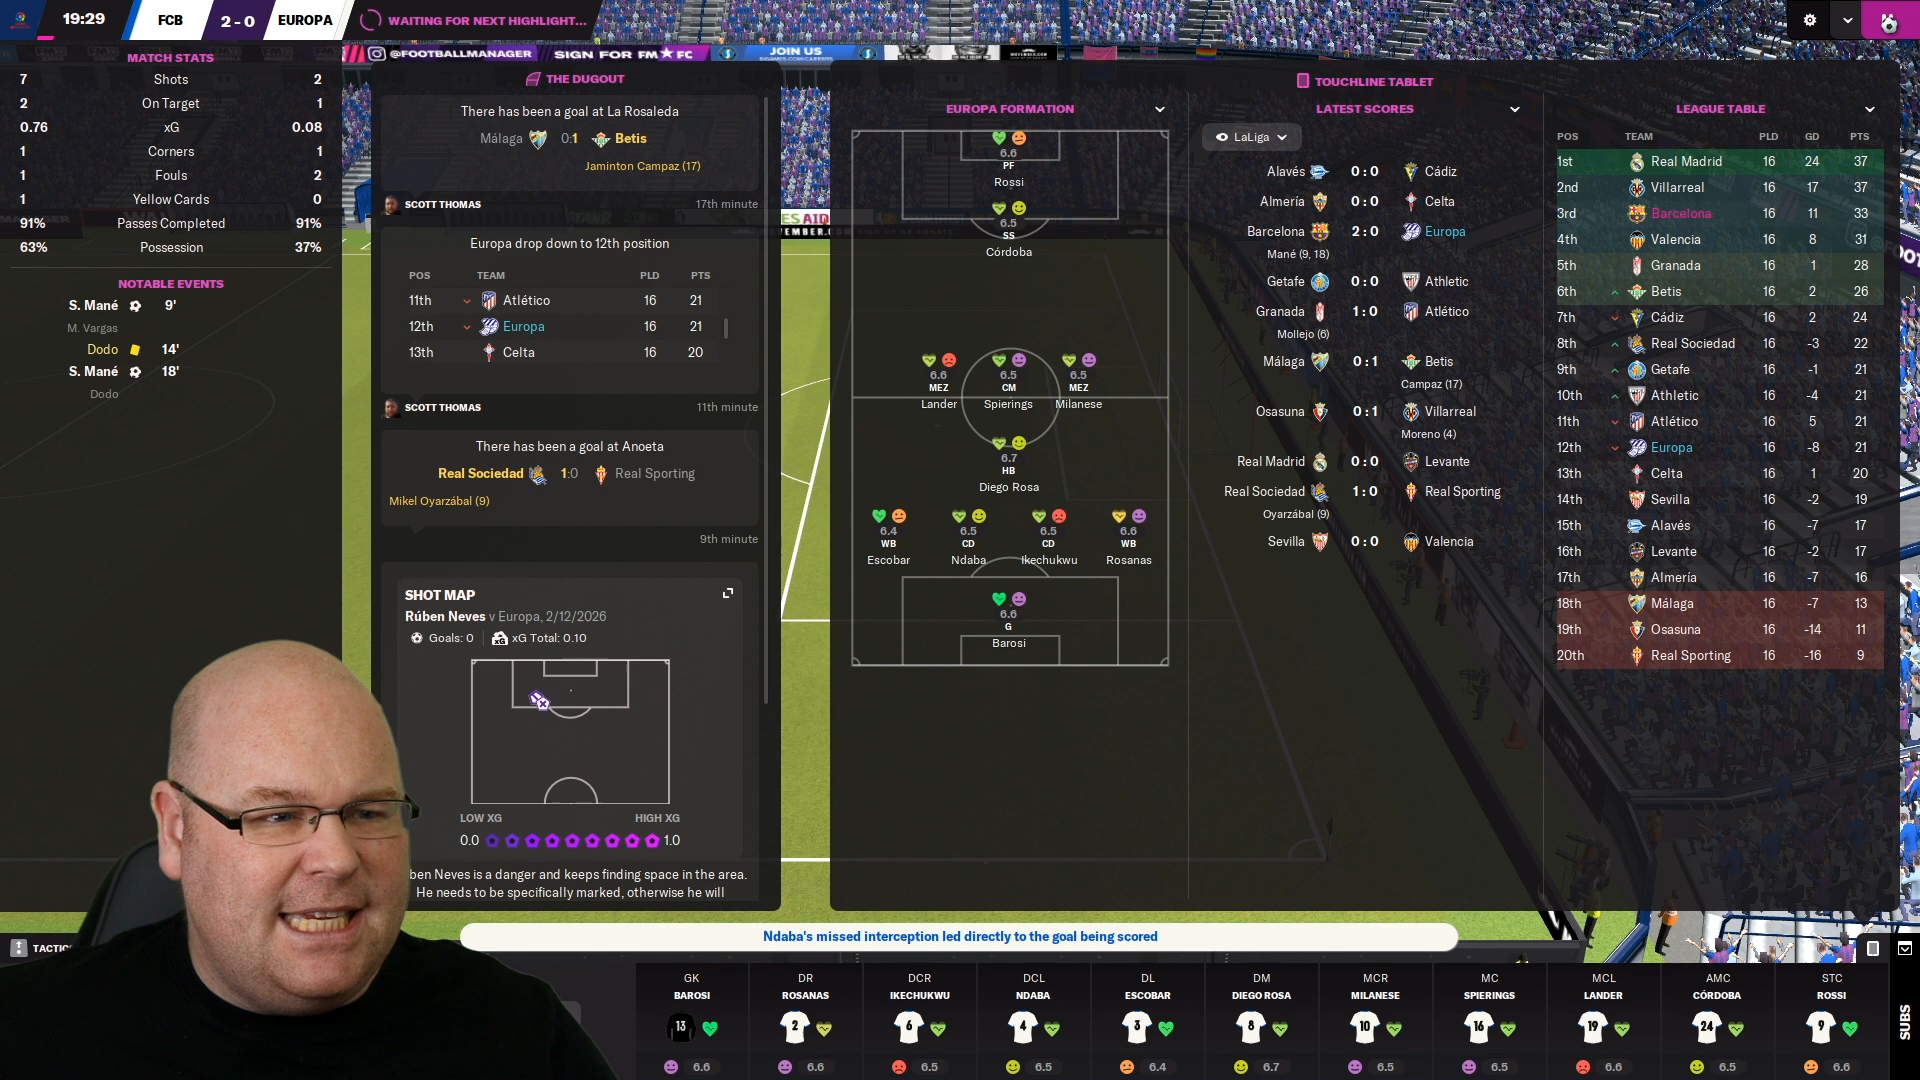 19:29
FCB
2 - 0
EUROPA
WAITING FOR NEXT HIGHLIGHT...
@FOOTBALLMANAGER
SIGN FOR FM★FC
JOIN US
MATCH STATS
7 Shots 2
2 On Target 1
0.76 xG 0.08
1 Corners 1
1 Fouls 2
1 Yellow Cards 0
91% Passes Completed 91%
63% Possession 37%
NOTABLE EVENTS
S. Mané 9'
M. Vargas
Dodo 14'
S. Mané 18'
Dodo
THE DUGOUT
There has been a goal at La Rosaleda
Málaga 0:1 Betis
Jaminton Campaz (17)
SCOTT THOMAS 17th minute
Europa drop down to 12th position
POS TEAM PLD PTS
11th Atlético 16 21
12th Europa 16 21
13th Celta 16 20
SCOTT THOMAS 11th minute
There has been a goal at Anoeta
Real Sociedad 1:0 Real Sporting
Mikel Oyarzábal (9)
9th minute
SHOT MAP
Rúben Neves v Europa, 2/12/2026
Goals: 0 xG Total: 0.10
LOW XG HIGH XG
0.0 1.0
ben Neves is a danger and keeps finding space in the area.
He needs to be specifically marked, otherwise he will
TOUCHLINE TABLET
EUROPA FORMATION
6.6
PF
Rossi
6.5
SS
Córdoba
6.6 6.5 6.5
MEZ CM MEZ
Lander Spierings Milanese
6.7
HB
Diego Rosa
6.4 6.5 6.5 6.6
WB CD CD WB
Escobar Ndaba Ikechukwu Rosanas
6.6
G
Barosi
LATEST SCORES
LaLiga
Alavés 0 : 0 Cádiz
Almería 0 : 0 Celta
Barcelona 2 : 0 Europa
Mané (9, 18)
Getafe 0 : 0 Athletic
Granada 1 : 0 Atlético
Mollejo (6)
Málaga 0 : 1 Betis
Campaz (17)
Osasuna 0 : 1 Villarreal
Moreno (4)
Real Madrid 0 : 0 Levante
Real Sociedad 1 : 0 Real Sporting
Oyarzábal (9)
Sevilla 0 : 0 Valencia
LEAGUE TABLE
POS TEAM PLD GD PTS
1st Real Madrid 16 24 37
2nd Villarreal 16 17 37
3rd Barcelona 16 11 33
4th Valencia 16 8 31
5th Granada 16 1 28
6th Betis 16 2 26
7th Cádiz 16 2 24
8th Real Sociedad 16 -3 22
9th Getafe 16 -1 21
10th Athletic 16 -4 21
11th Atlético 16 5 21
12th Europa 16 -8 21
13th Celta 16 1 20
14th Sevilla 16 -2 19
15th Alavés 16 -7 17
16th Levante 16 -2 17
17th Almería 16 -7 16
18th Málaga 16 -7 13
19th Osasuna 16 -14 11
20th Real Sporting 16 -16 9
Ndaba's missed interception led directly to the goal being scored
GK DR DCR DCL DL DM MCR MC MCL AMC STC
BAROSI ROSANAS IKECHUKWU NDABA ESCOBAR DIEGO ROSA MILANESE SPIERINGS LANDER CÓRDOBA ROSSI
13 2 6 4 3 8 10 16 19 24 9
6.6 6.6 6.5 6.5 6.4 6.7 6.5 6.5 6.6 6.5 6.6
SUBS